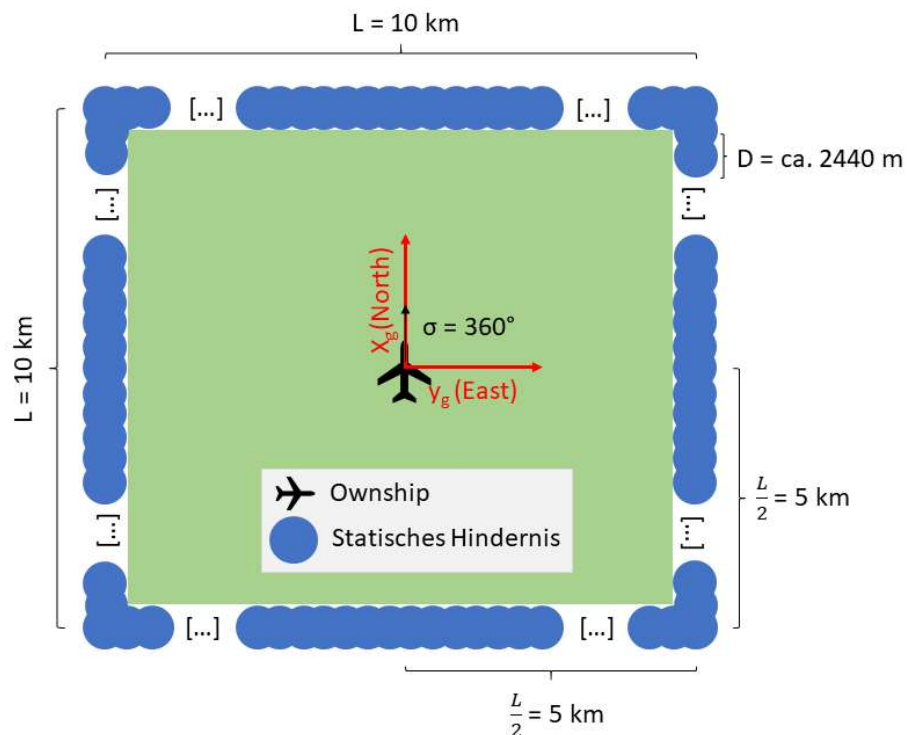 L = 10 km
[...]
[...]
D = ca. 2440 m
[...]
[...]
L = 10 km
X_g (North)
σ = 360°
y_g (East)
Ownship
Statisches Hindernis
L/2 = 5 km
[...]
[...]
[...]
[...]
L/2 = 5 km